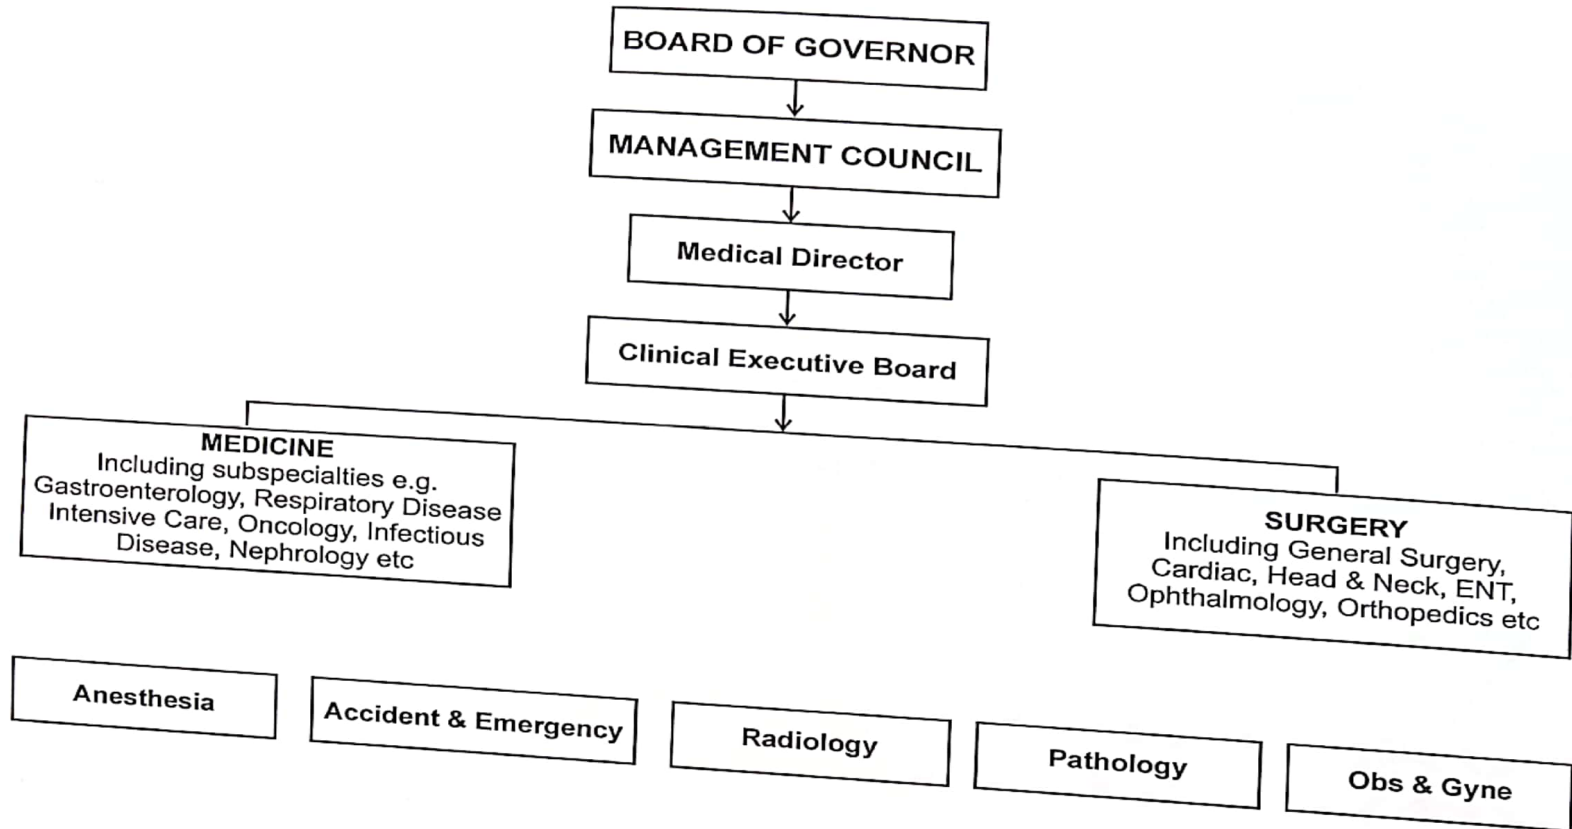 BOARD OF GOVERNOR
MANAGEMENT COUNCIL
Medical Director
Clinical Executive Board
MEDICINE
Including subspecialties e.g.
Gastroenterology, Respiratory Disease
Intensive Care, Oncology, Infectious
Disease, Nephrology etc
SURGERY
Including General Surgery,
Cardiac, Head & Neck, ENT,
Ophthalmology, Orthopedics etc
Anesthesia
Accident & Emergency
Radiology
Pathology
Obs & Gyne